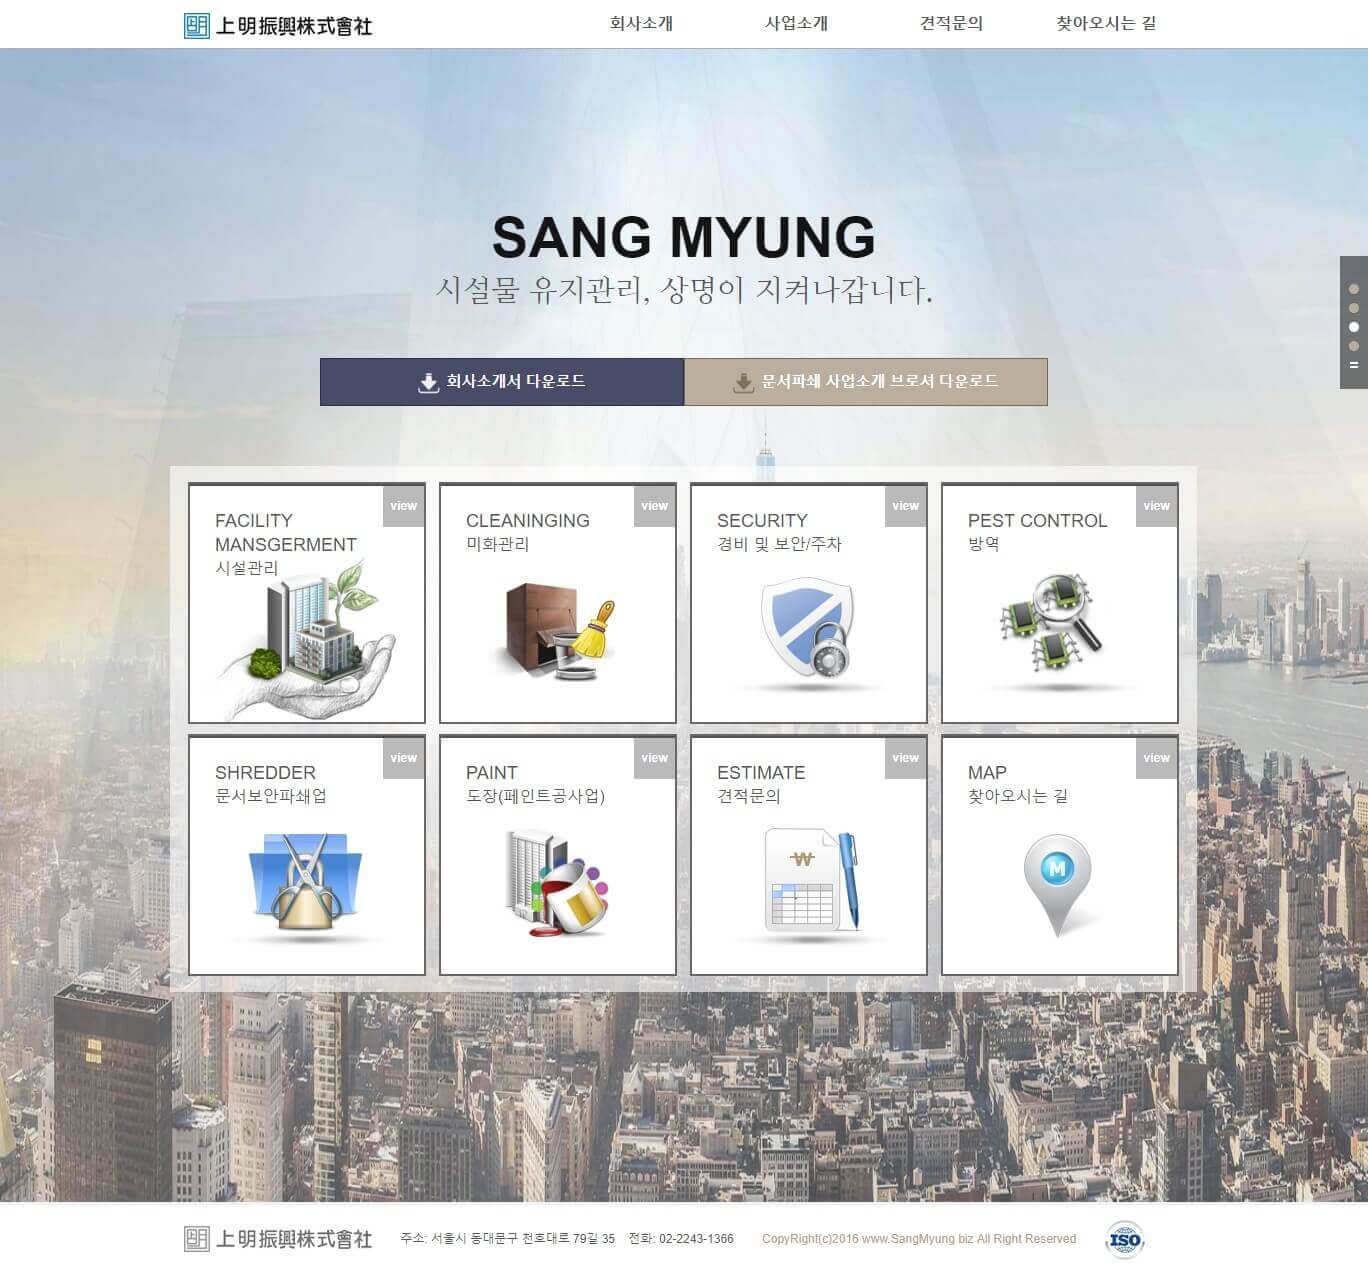 上明振興株式會社
회사소개 사업소개 견적문의 찾아오시는 길
SANG MYUNG
시설물 유지관리, 상명이 지켜나갑니다.
회사소개서 다운로드 문서파쇄 사업소개 브로셔 다운로드
FACILITY
MANSGERMENT
시설관리
view
CLEANINGING
미화관리
view
SECURITY
경비 및 보안/주차
view
PEST CONTROL
방역
view
SHREDDER
문서보안파쇄업
view
PAINT
도장(페인트공사업)
view
ESTIMATE
견적문의
view
₩
MAP
찾아오시는 길
view
M
上明振興株式會社 주소: 서울시 동대문구 천호대로 79길 35 전화: 02-2243-1366 CopyRight(c)2016 www.SangMyung biz All Right Reserved ISO